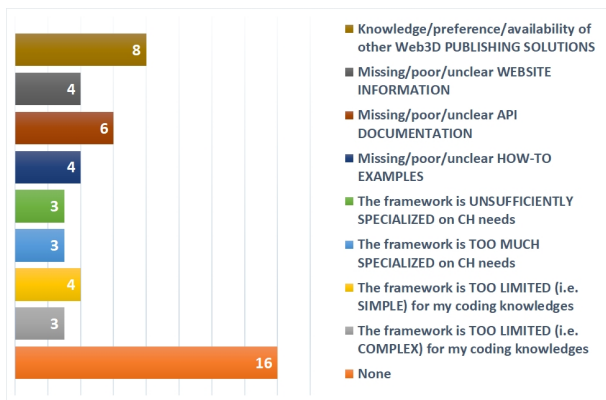 8
4
6
4
3
3
4
3
16
Knowledge/preference/availability of
other Web3D PUBLISHING SOLUTIONS
Missing/poor/unclear WEBSITE
INFORMATION
Missing/poor/unclear API
DOCUMENTATION
Missing/poor/unclear HOW-TO
EXAMPLES
The framework is UNSUFFICIENTLY
SPECIALIZED on CH needs
The framework is TOO MUCH
SPECIALIZED on CH needs
The framework is TOO LIMITED (i.e.
SIMPLE) for my coding knowledges
The framework is TOO LIMITED (i.e.
COMPLEX) for my coding knowledges
None